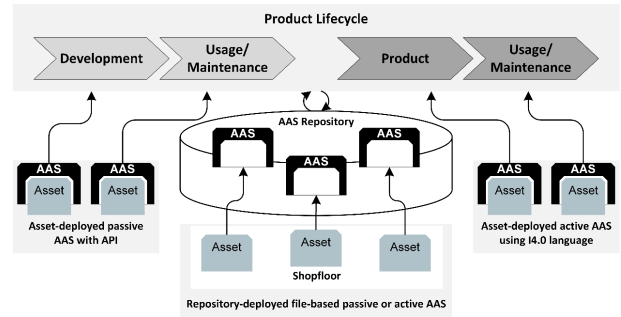 Product Lifecycle
Development
Usage/
Maintenance
Product
Usage/
Maintenance
AAS Repository
AAS
AAS
AAS
AAS
Asset
AAS
Asset
Asset-deployed passive
AAS with API
AAS
Asset
AAS
Asset
Asset-deployed active AAS
using I4.0 language
Asset
Asset
Asset
Shopfloor
Repository-deployed file-based passive or active AAS